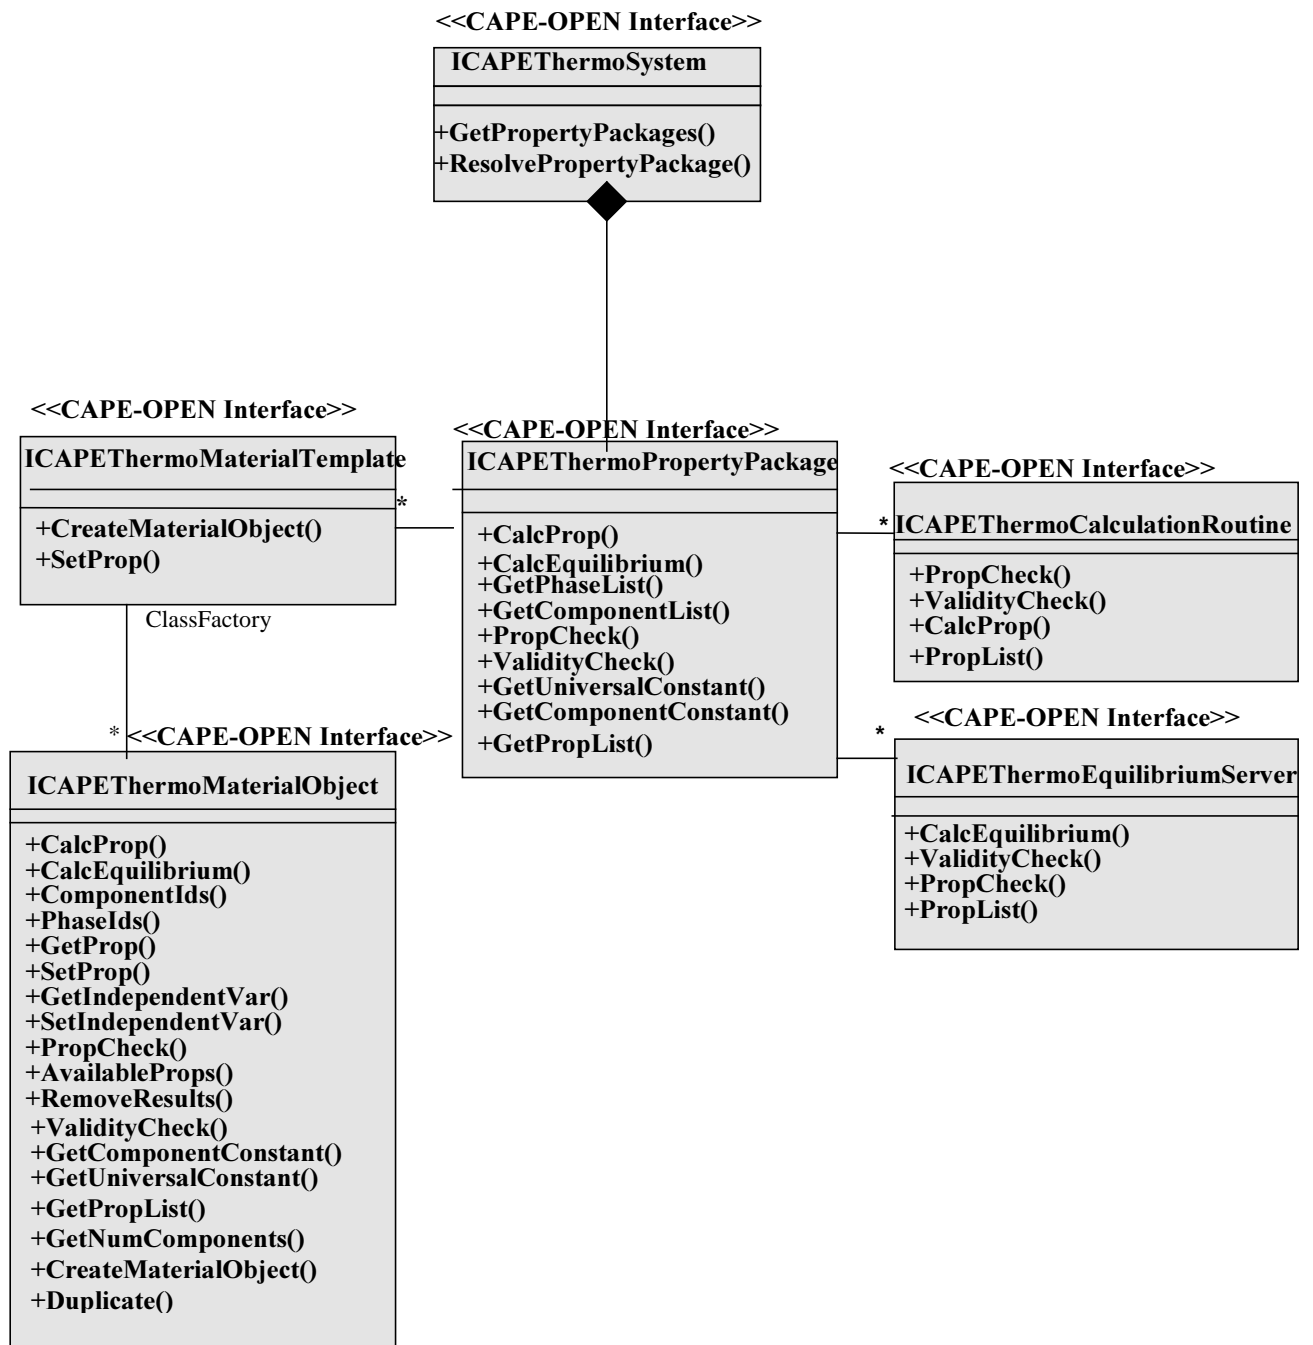 <<CAPE-OPEN Interface>>
ICAPEThermoSystem
+GetPropertyPackages()
+ResolvePropertyPackage()
<<CAPE-OPEN Interface>>
ICAPEThermoMaterialTemplate
+CreateMaterialObject()
+SetProp()
*
ClassFactory
*
<<CAPE-OPEN Interface>>
ICAPEThermoPropertyPackage
+CalcProp()
+CalcEquilibrium()
+GetPhaseList()
+GetComponentList()
+PropCheck()
+ValidityCheck()
+GetUniversalConstant()
+GetComponentConstant()
+GetPropList()
<<CAPE-OPEN Interface>>
*
ICAPEThermoCalculationRoutine
+PropCheck()
+ValidityCheck()
+CalcProp()
+PropList()
<<CAPE-OPEN Interface>>
*
ICAPEThermoEquilibriumServer
+CalcEquilibrium()
+ValidityCheck()
+PropCheck()
+PropList()
<<CAPE-OPEN Interface>>
ICAPEThermoMaterialObject
+CalcProp()
+CalcEquilibrium()
+ComponentIds()
+PhaseIds()
+GetProp()
+SetProp()
+GetIndependentVar()
+SetIndependentVar()
+PropCheck()
+AvailableProps()
+RemoveResults()
+ValidityCheck()
+GetComponentConstant()
+GetUniversalConstant()
+GetPropList()
+GetNumComponents()
+CreateMaterialObject()
+Duplicate()